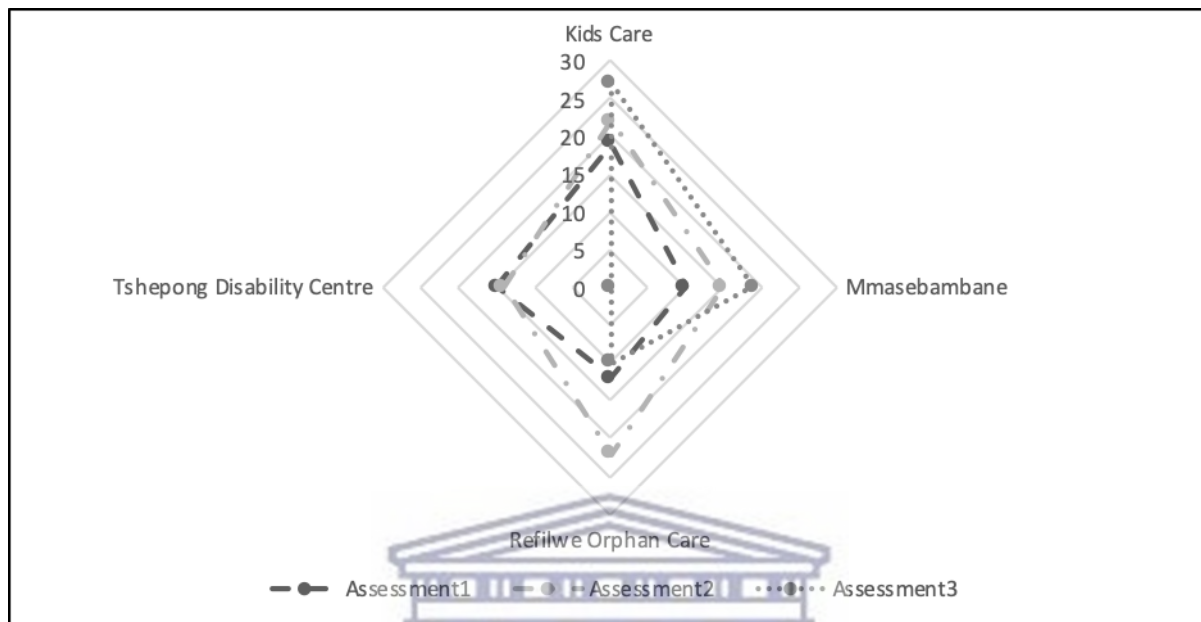 Kids Care
30
25
20
15
10
5
0
Tshepong Disability Centre
Mmasebambane
Refilwe Orphan Care
Assessment1 Assessment2 Assessment3